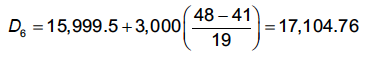 D₆ = 15,999.5 + 3,000 ( (48 − 41) / 19 ) = 17,104.76